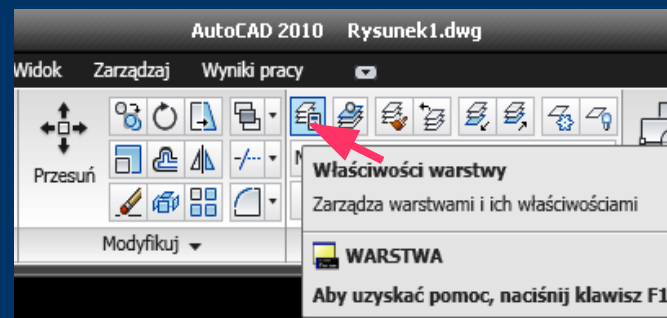 AutoCAD 2010 Rysunek1.dwg
Widok Zarządzaj Wyniki pracy
Przesuń
Modyfikuj
Właściwości warstwy
Zarządza warstwami i ich właściwościami
WARSTWA
Aby uzyskać pomoc, naciśnij klawisz F1